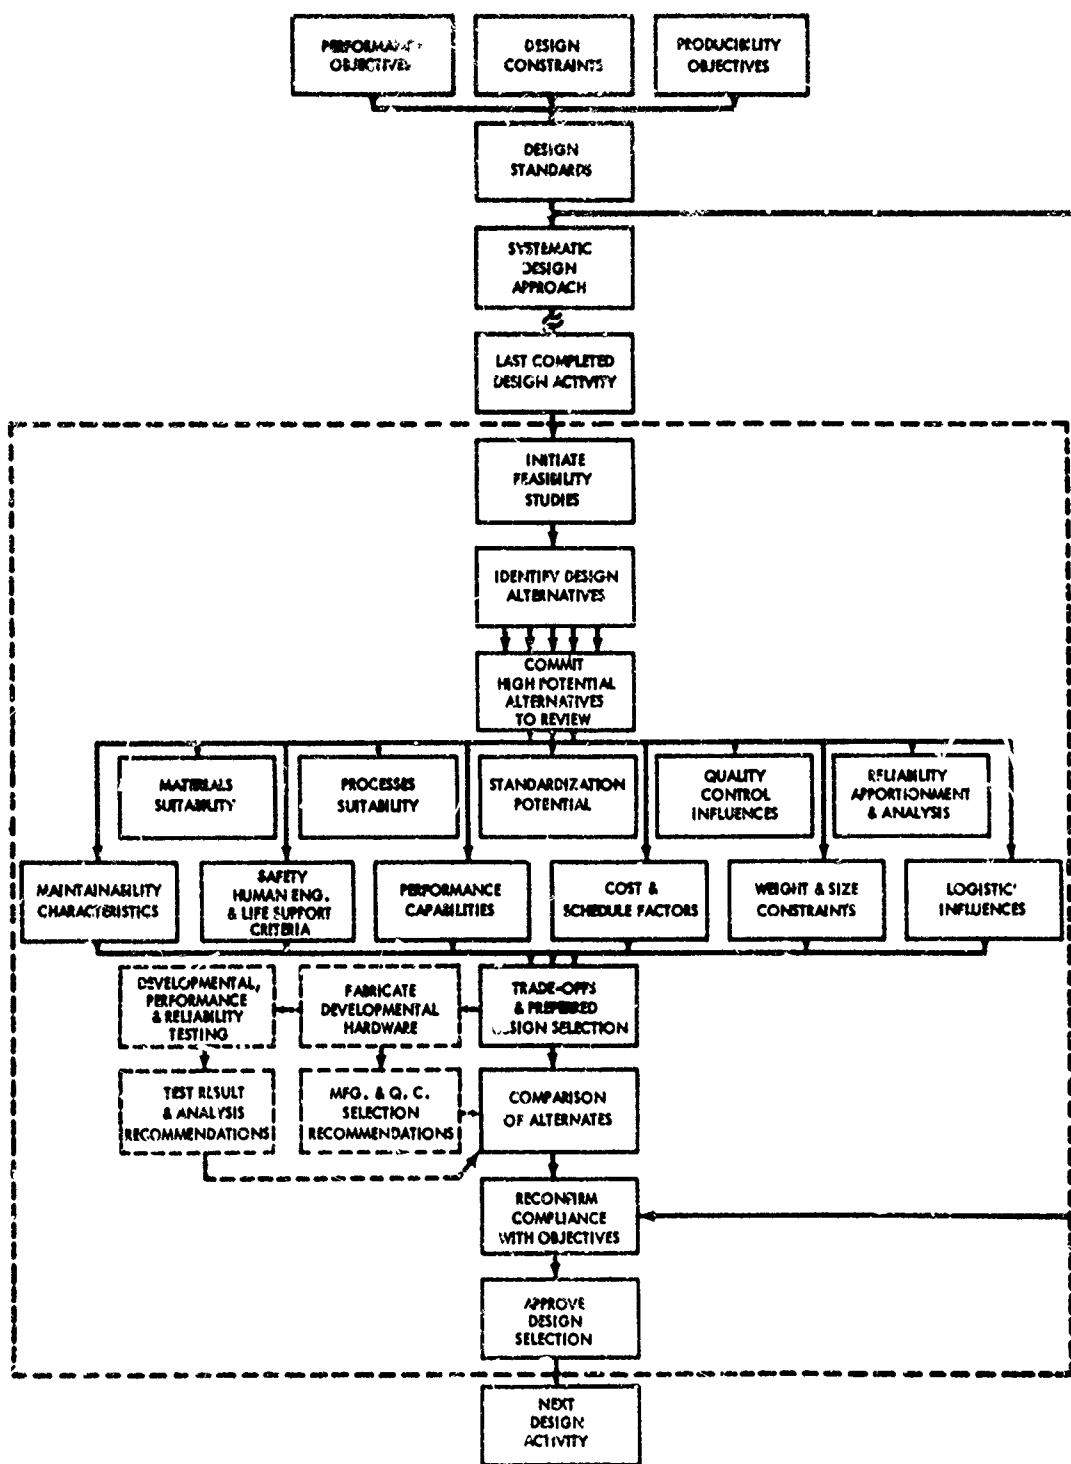 PERFORMANCE
OBJECTIVES
DESIGN
CONSTRAINTS
PRODUCIBILITY
OBJECTIVES
DESIGN
STANDARDS
SYSTEMATIC
DESIGN
APPROACH
LAST COMPLETED
DESIGN ACTIVITY
INITIATE
FEASIBILITY
STUDIES
IDENTIFY DESIGN
ALTERNATIVES
COMMIT
HIGH POTENTIAL
ALTERNATIVES
TO REVIEW
MATERIALS
SUITABILITY
PROCESSES
SUITABILITY
STANDARDIZATION
POTENTIAL
QUALITY
CONTROL
INFLUENCES
RELIABILITY
APPORTIONMENT
& ANALYSIS
MAINTAINABILITY
CHARACTERISTICS
SAFETY
HUMAN ENG.
& LIFE SUPPORT
CRITERIA
PERFORMANCE
CAPABILITIES
COST &
SCHEDULE FACTORS
WEIGHT & SIZE
CONSTRAINTS
LOGISTIC
INFLUENCES
DEVELOPMENTAL,
PERFORMANCE
& RELIABILITY
TESTING
FABRICATE
DEVELOPMENTAL
HARDWARE
TRADE-OFFS
& PREFERRED
DESIGN SELECTION
TEST RESULT
& ANALYSIS
RECOMMENDATIONS
MFG. & Q. C.
SELECTION
RECOMMENDATIONS
COMPARISON
OF ALTERNATES
RECONFIRM
COMPLIANCE
WITH OBJECTIVES
APPROVE
DESIGN
SELECTION
NEXT
DESIGN
ACTIVITY